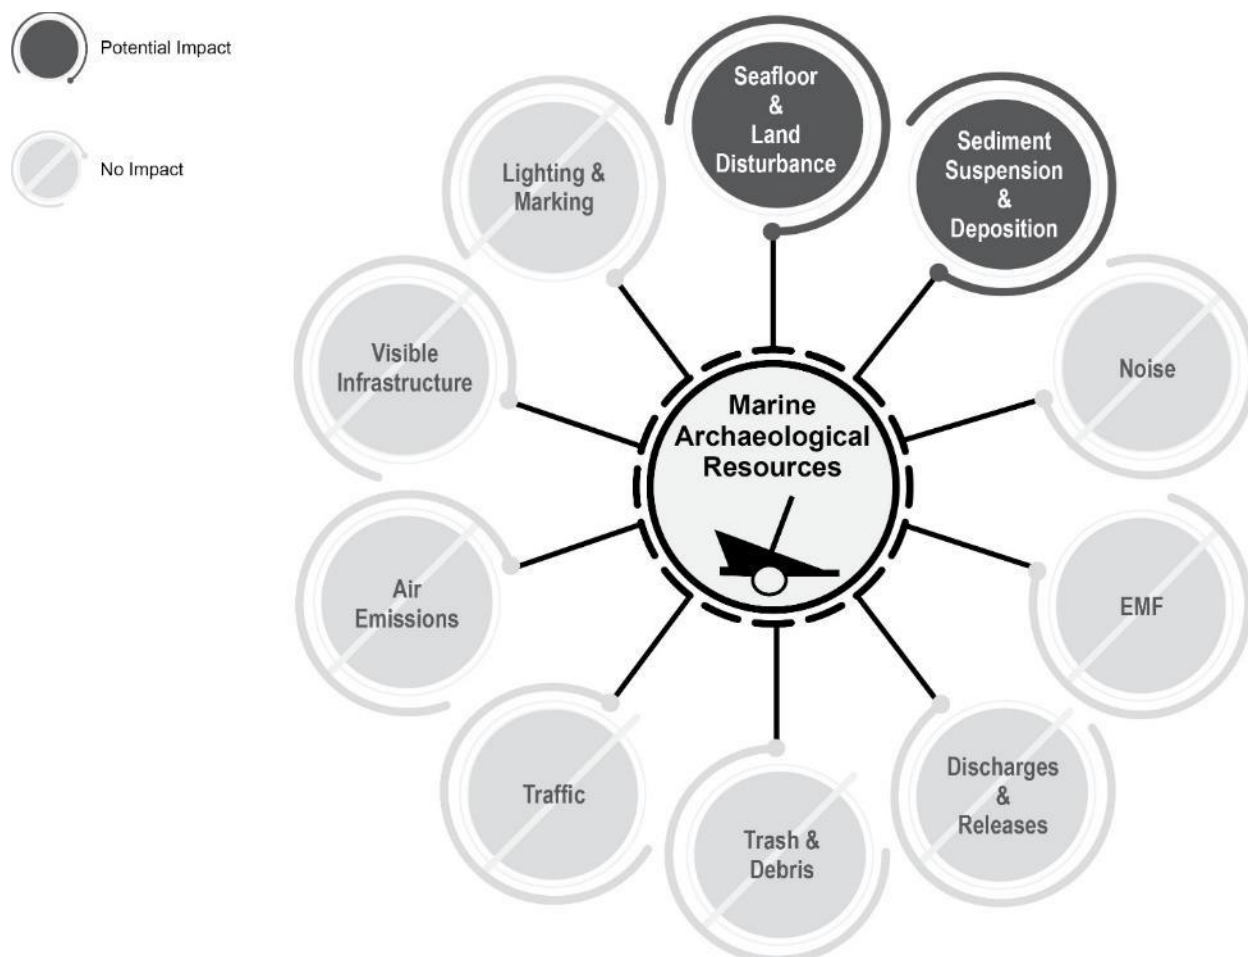 Potential Impact
No Impact
Seafloor
&
Land
Disturbance
Sediment
Suspension
&
Deposition
Noise
EMF
Discharges
&
Releases
Trash &
Debris
Traffic
Air
Emissions
Visible
Infrastructure
Lighting &
Marking
Marine
Archaeological
Resources